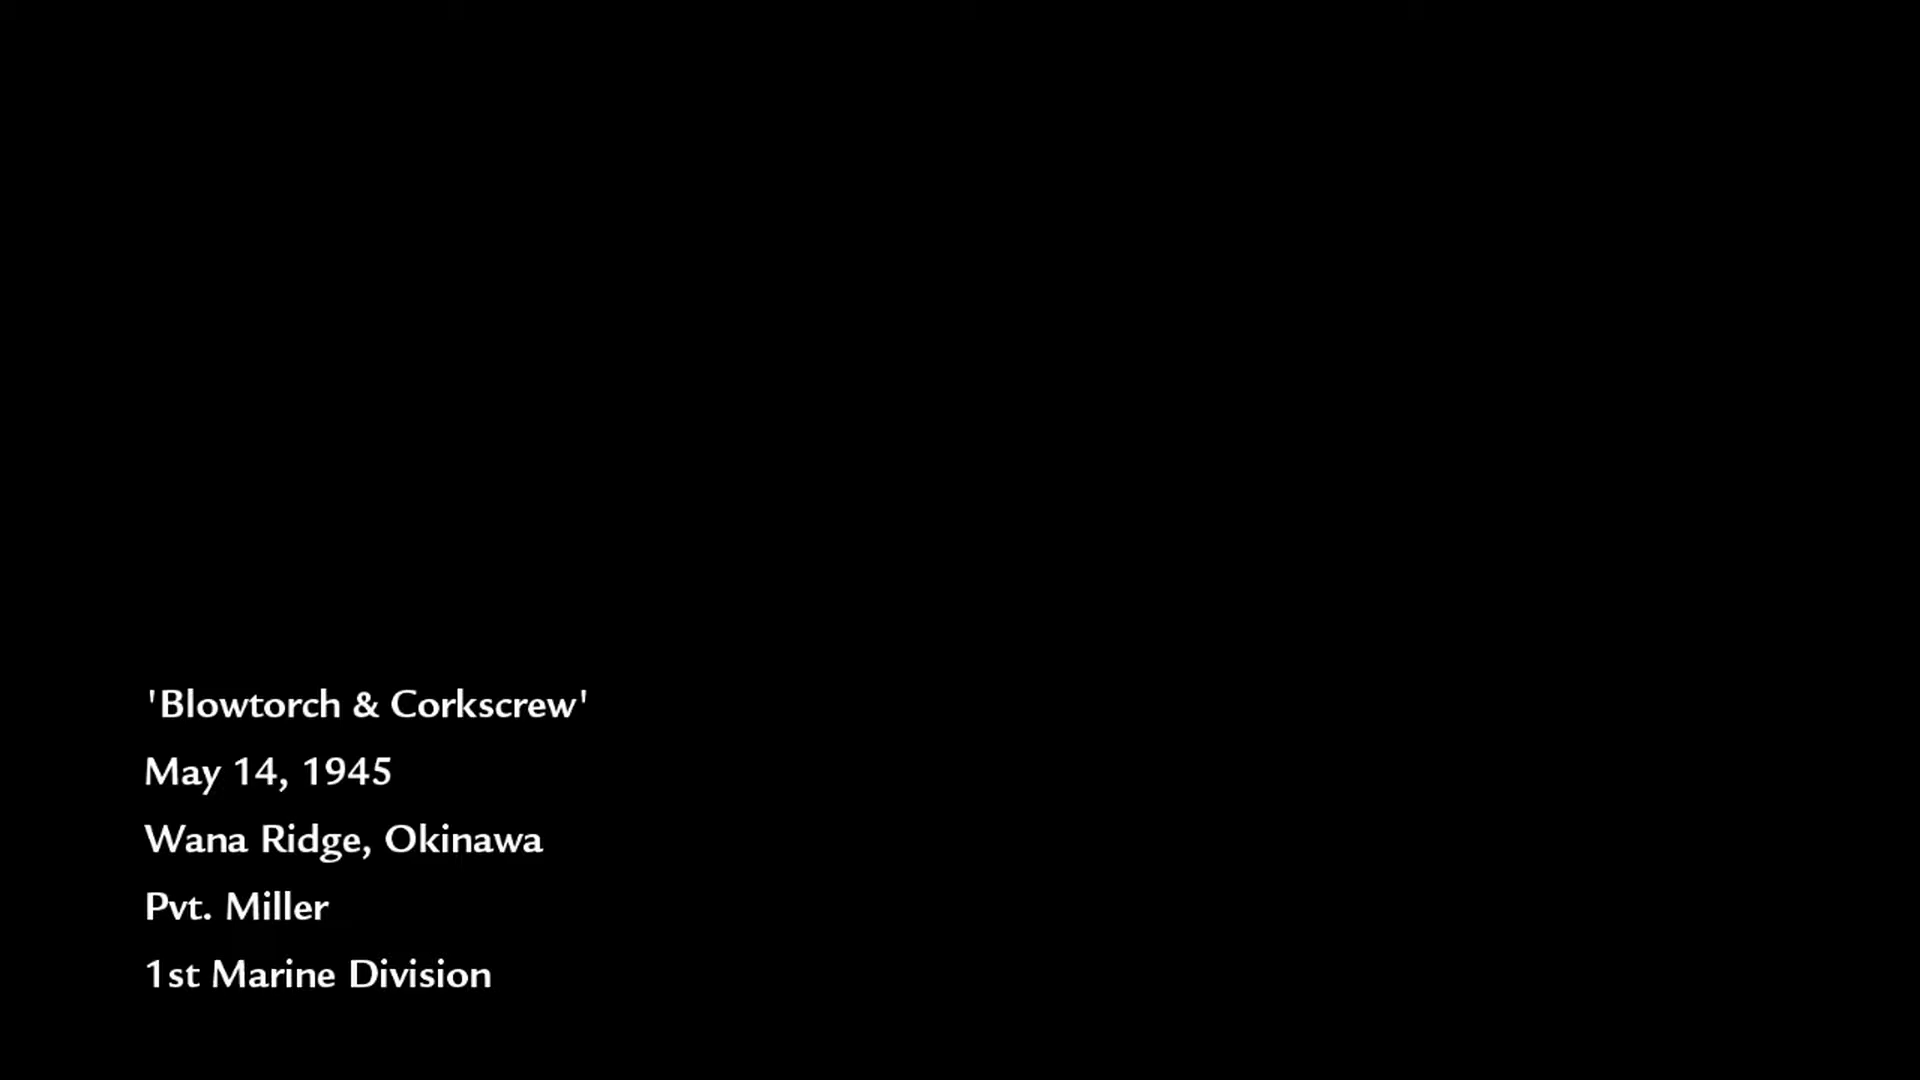 'Blowtorch & Corkscrew'
May 14, 1945
Wana Ridge, Okinawa
Pvt. Miller
1st Marine Division